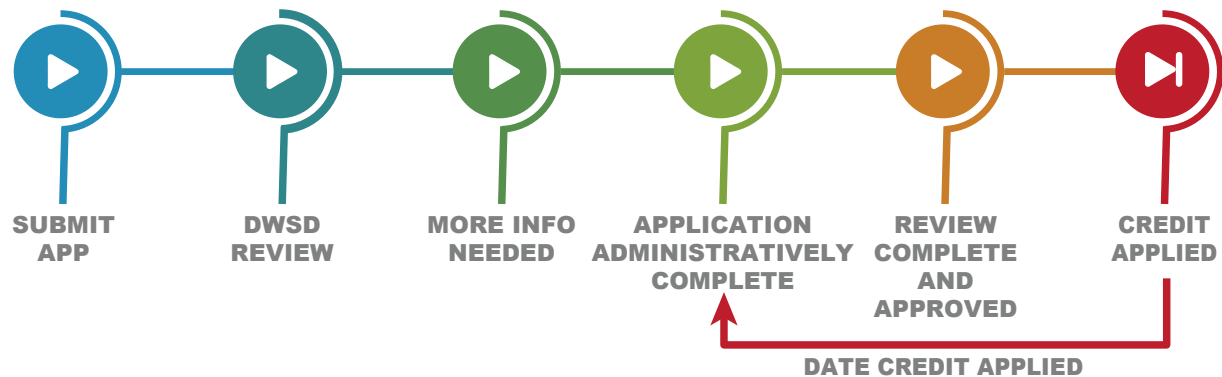 SUBMIT
APP
DWSD
REVIEW
MORE INFO
NEEDED
APPLICATION
ADMINISTRATIVELY
COMPLETE
REVIEW
COMPLETE
AND
APPROVED
CREDIT
APPLIED
DATE CREDIT APPLIED